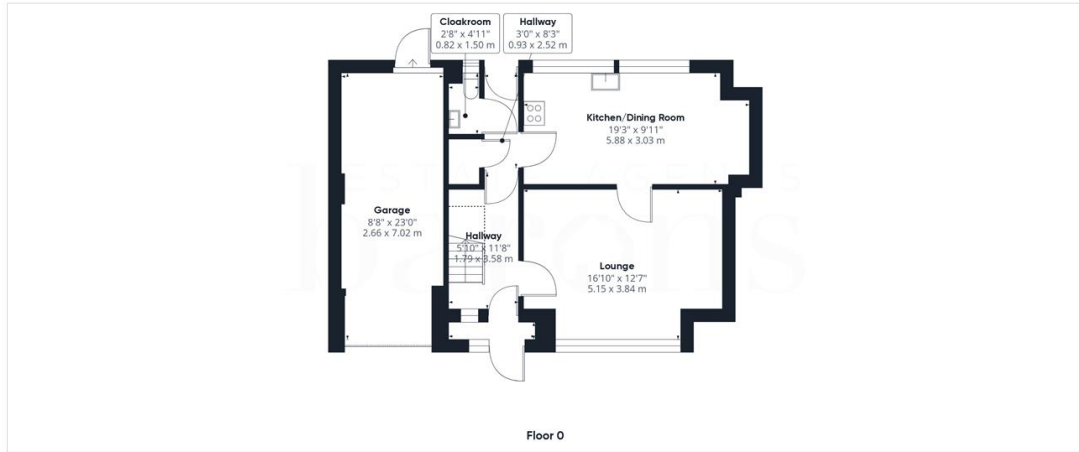 Cloakroom
2'8" x 4'11"
0.82 x 1.50 m
Hallway
3'0" x 8'3"
0.93 x 2.52 m
Kitchen/Dining Room
19'3" x 9'11"
5.88 x 3.03 m
ESTATE AGENTS
barons
Garage
8'8" x 23'0"
2.66 x 7.02 m
Hallway
5'10" x 11'8"
1.79 x 3.58 m
Lounge
16'10" x 12'7"
5.15 x 3.84 m
Floor 0